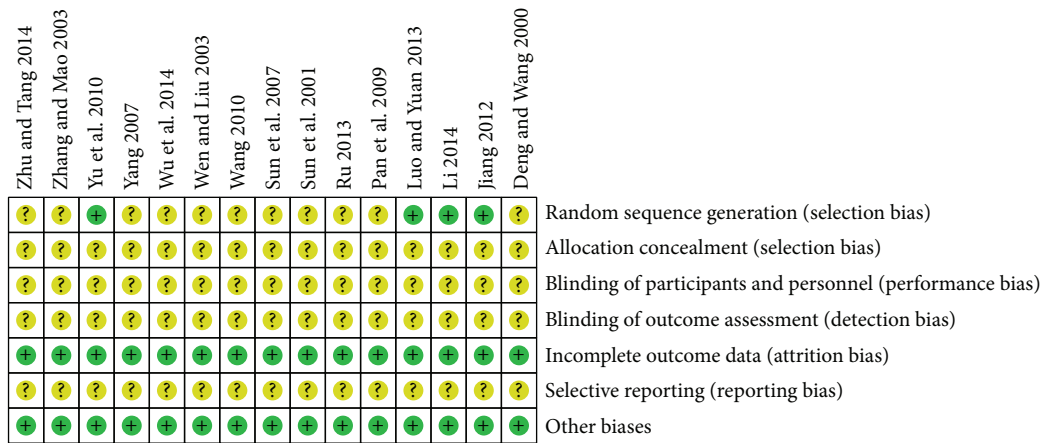 Zhu and Tang 2014
Zhang and Mao 2003
Yu et al. 2010
Yang 2007
Wu et al. 2014
Wen and Liu 2003
Wang 2010
Sun et al. 2007
Sun et al. 2001
Ru 2013
Pan et al. 2009
Luo and Yuan 2013
Li 2014
Jiang 2012
Deng and Wang 2000
? ? + ? ? ? ? ? ? ? ? + + + ? Random sequence generation (selection bias)
? ? ? ? ? ? ? ? ? ? ? ? ? ? ? Allocation concealment (selection bias)
? ? ? ? ? ? ? ? ? ? ? ? ? ? ? Blinding of participants and personnel (performance bias)
? ? ? ? ? ? ? ? ? ? ? ? ? ? ? Blinding of outcome assessment (detection bias)
+ + + + + + + + + + + + + + + Incomplete outcome data (attrition bias)
? ? ? ? ? ? ? ? ? ? ? ? ? ? ? Selective reporting (reporting bias)
+ + + + + + + + + + + + + + + Other biases